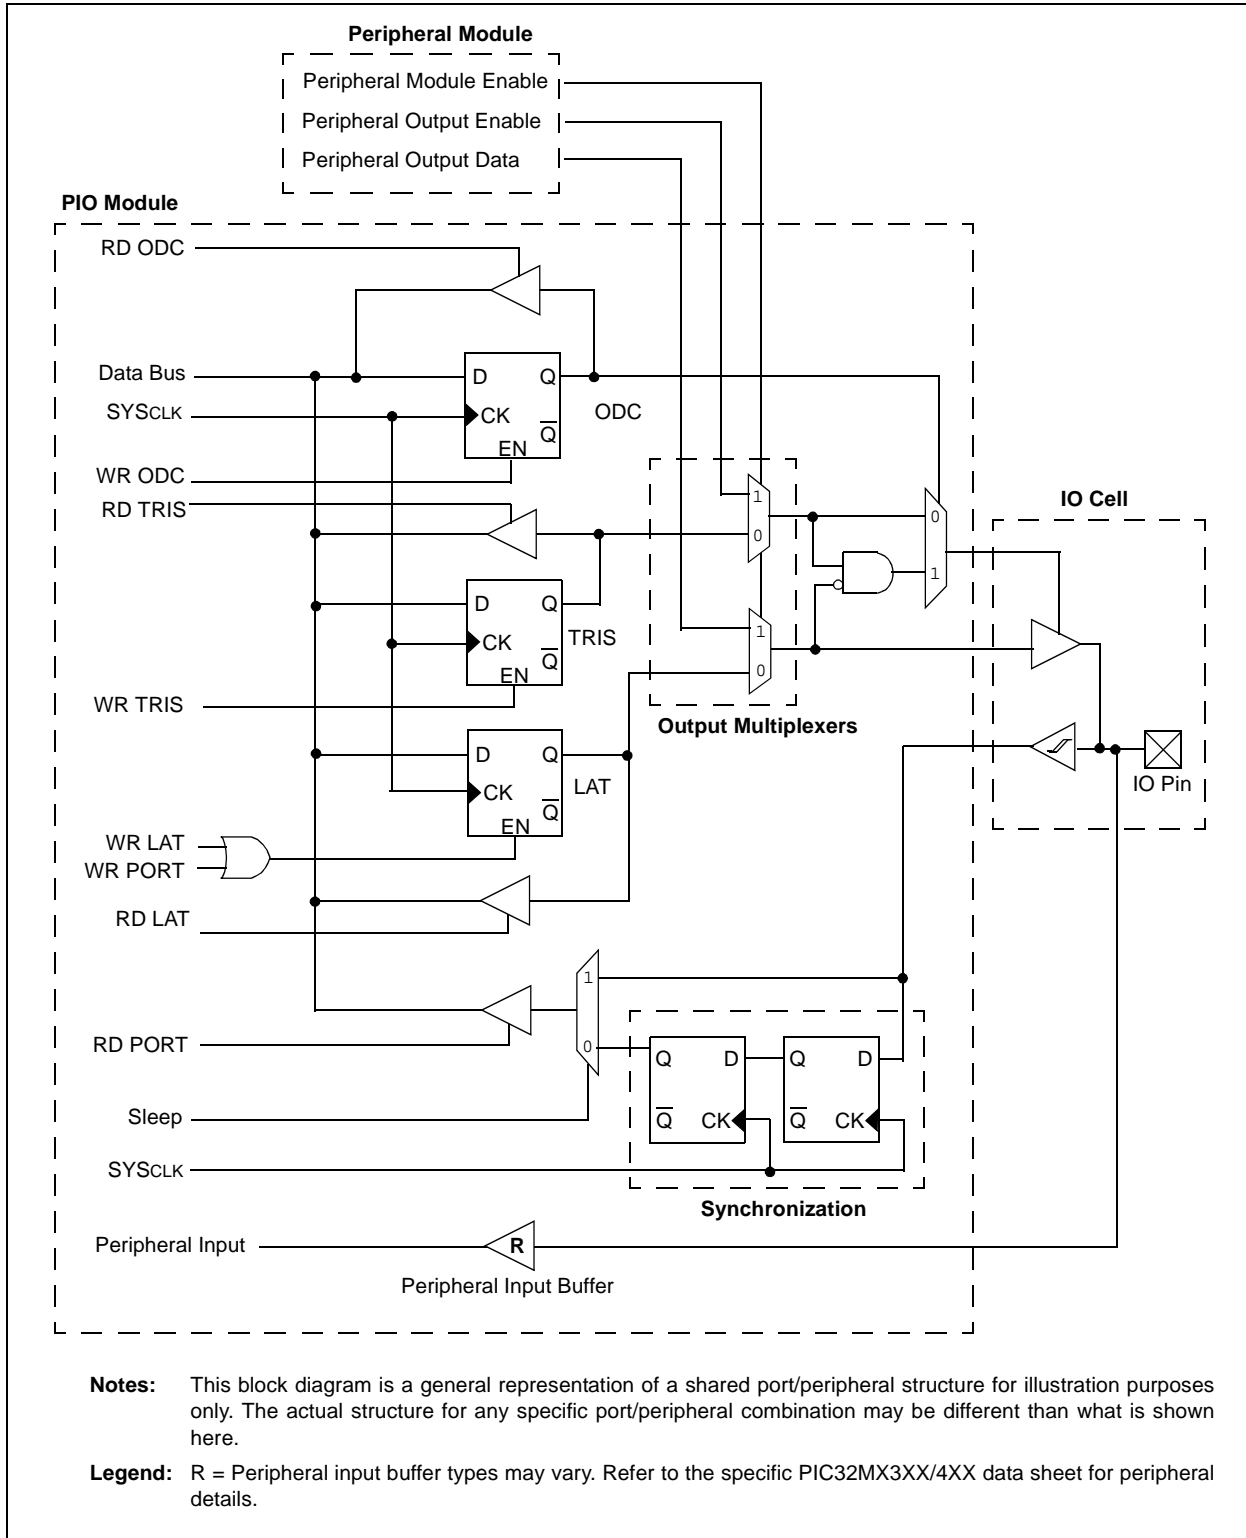 Peripheral Module
Peripheral Module Enable
Peripheral Output Enable
Peripheral Output Data
PIO Module
RD ODC
Data Bus
D
Q
SYSCLK
CK
Q
ODC
EN
WR ODC
RD TRIS
1
0
0
1
IO Cell
D
Q
CK
Q
TRIS
EN
WR TRIS
1
0
Output Multiplexers
D
Q
CK
Q
LAT
EN
IO Pin
WR LAT
WR PORT
RD LAT
1
0
RD PORT
Q
D
Q
D
Q
CK
Q
CK
Sleep
SYSCLK
Synchronization
Peripheral Input
R
Peripheral Input Buffer
Notes: This block diagram is a general representation of a shared port/peripheral structure for illustration purposes
only. The actual structure for any specific port/peripheral combination may be different than what is shown
here.
Legend: R = Peripheral input buffer types may vary. Refer to the specific PIC32MX3XX/4XX data sheet for peripheral
details.